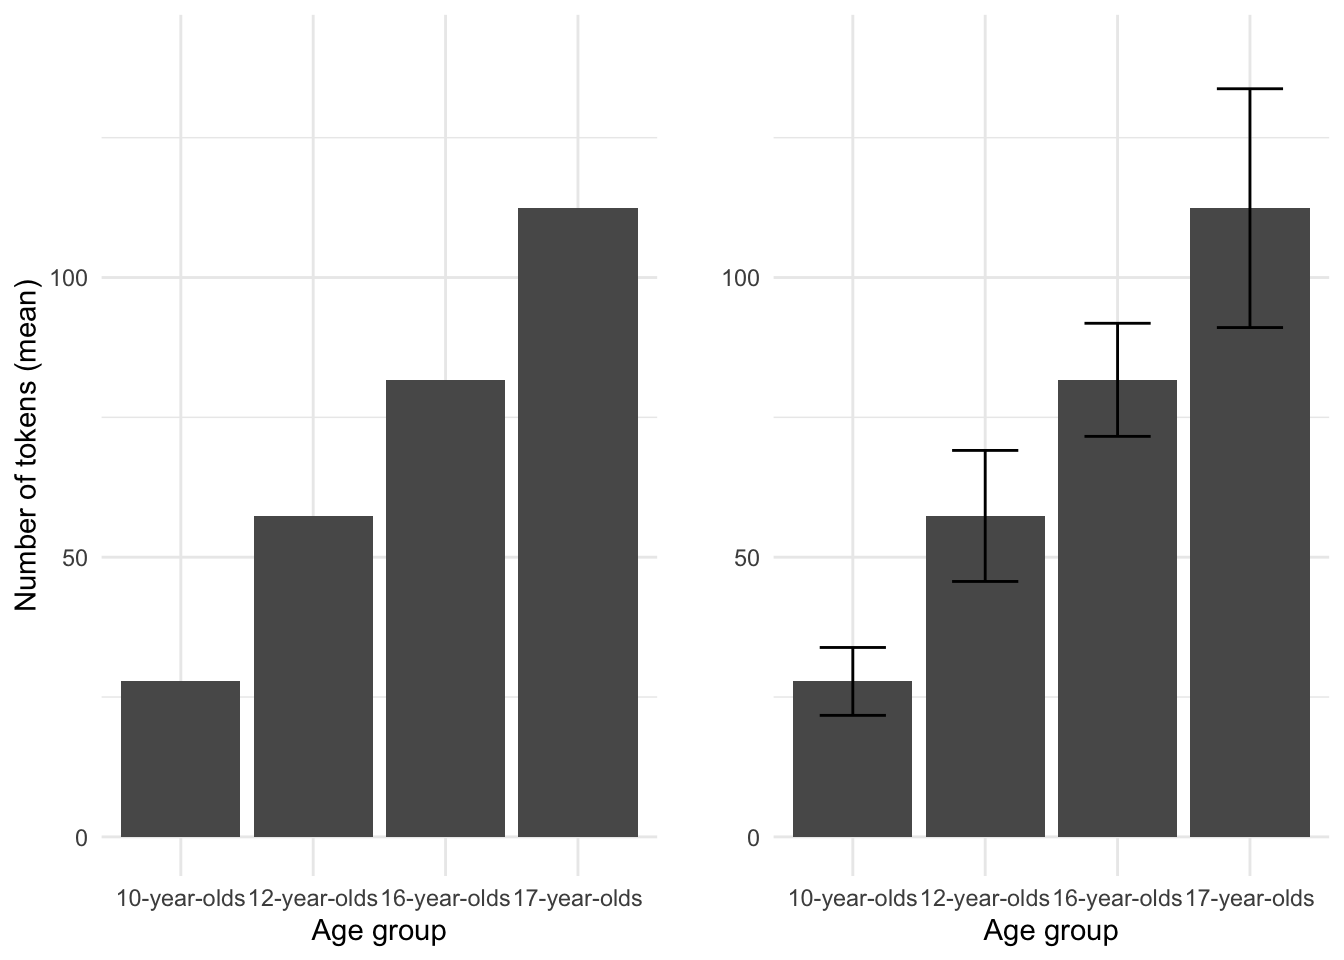 Number of tokens (mean)
100
50
0
10-year-olds 12-year-olds 16-year-olds 17-year-olds
Age group
100
50
0
10-year-olds 12-year-olds 16-year-olds 17-year-olds
Age group